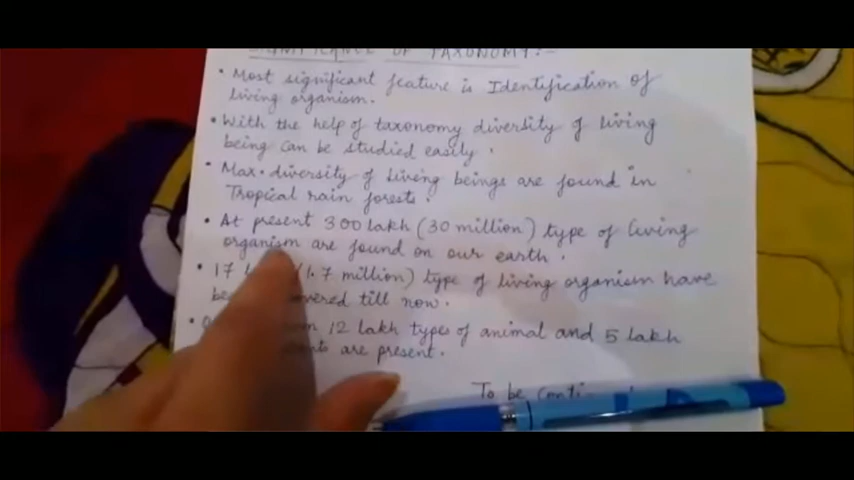 SIGNIFICANCE OF TAXONOMY:-
• Most significant feature is Identification of
living organism.
• With the help of taxonomy diversity of living
being can be studied easily.
• Max. diversity of living beings are found in
Tropical rain forests.
• At present 300 lakh (30 million) type of living
organism are found on our earth.
• 17 (1.7 million) type of living organism have
till now.
• 12 lakh types of animal and 5 lakh
are present.
To be